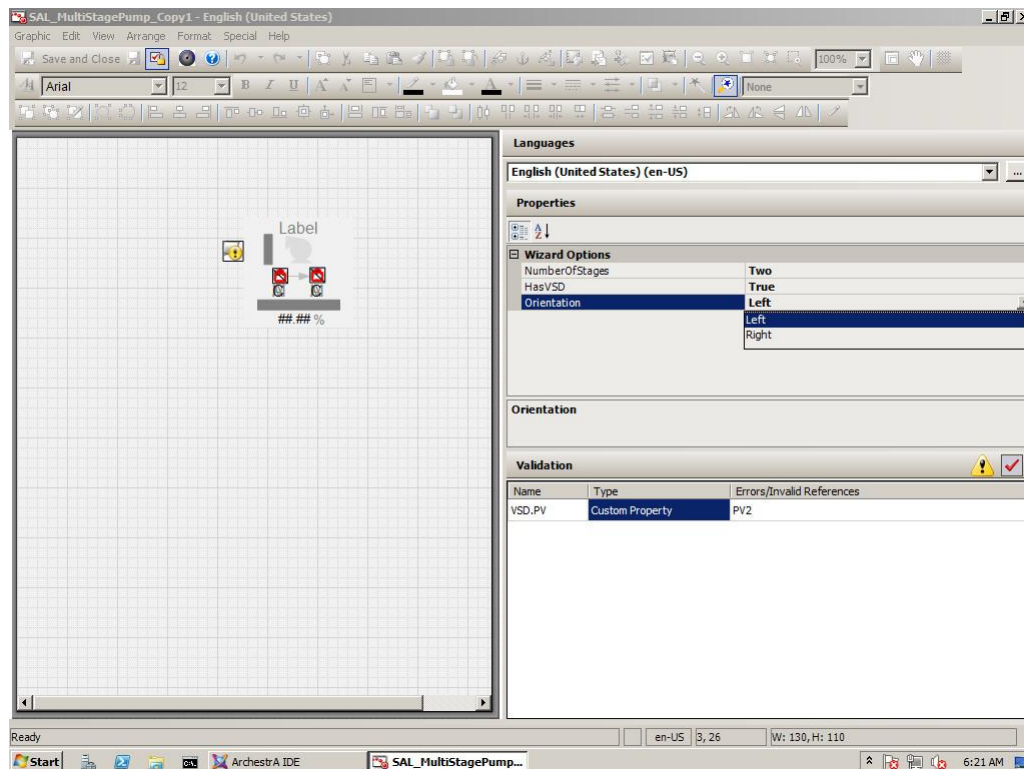 SAL_MultiStagePump_Copy1 - English (United States)
Graphic Edit View Arrange Format Special Help
Save and Close 100%
Arial 12 B I U A A A None
Languages
English (United States) (en-US) ...
Properties
Wizard Options
NumberOfStages Two
HasVSD True
Orientation Left
Left
Right
Label
##.## %
Orientation
Validation
Name Type Errors/Invalid References
VSD.PV Custom Property PV2
Ready en-US 3, 26 W: 130, H: 110
Start ArchestrA IDE SAL_MultiStagePump... 6:21 AM